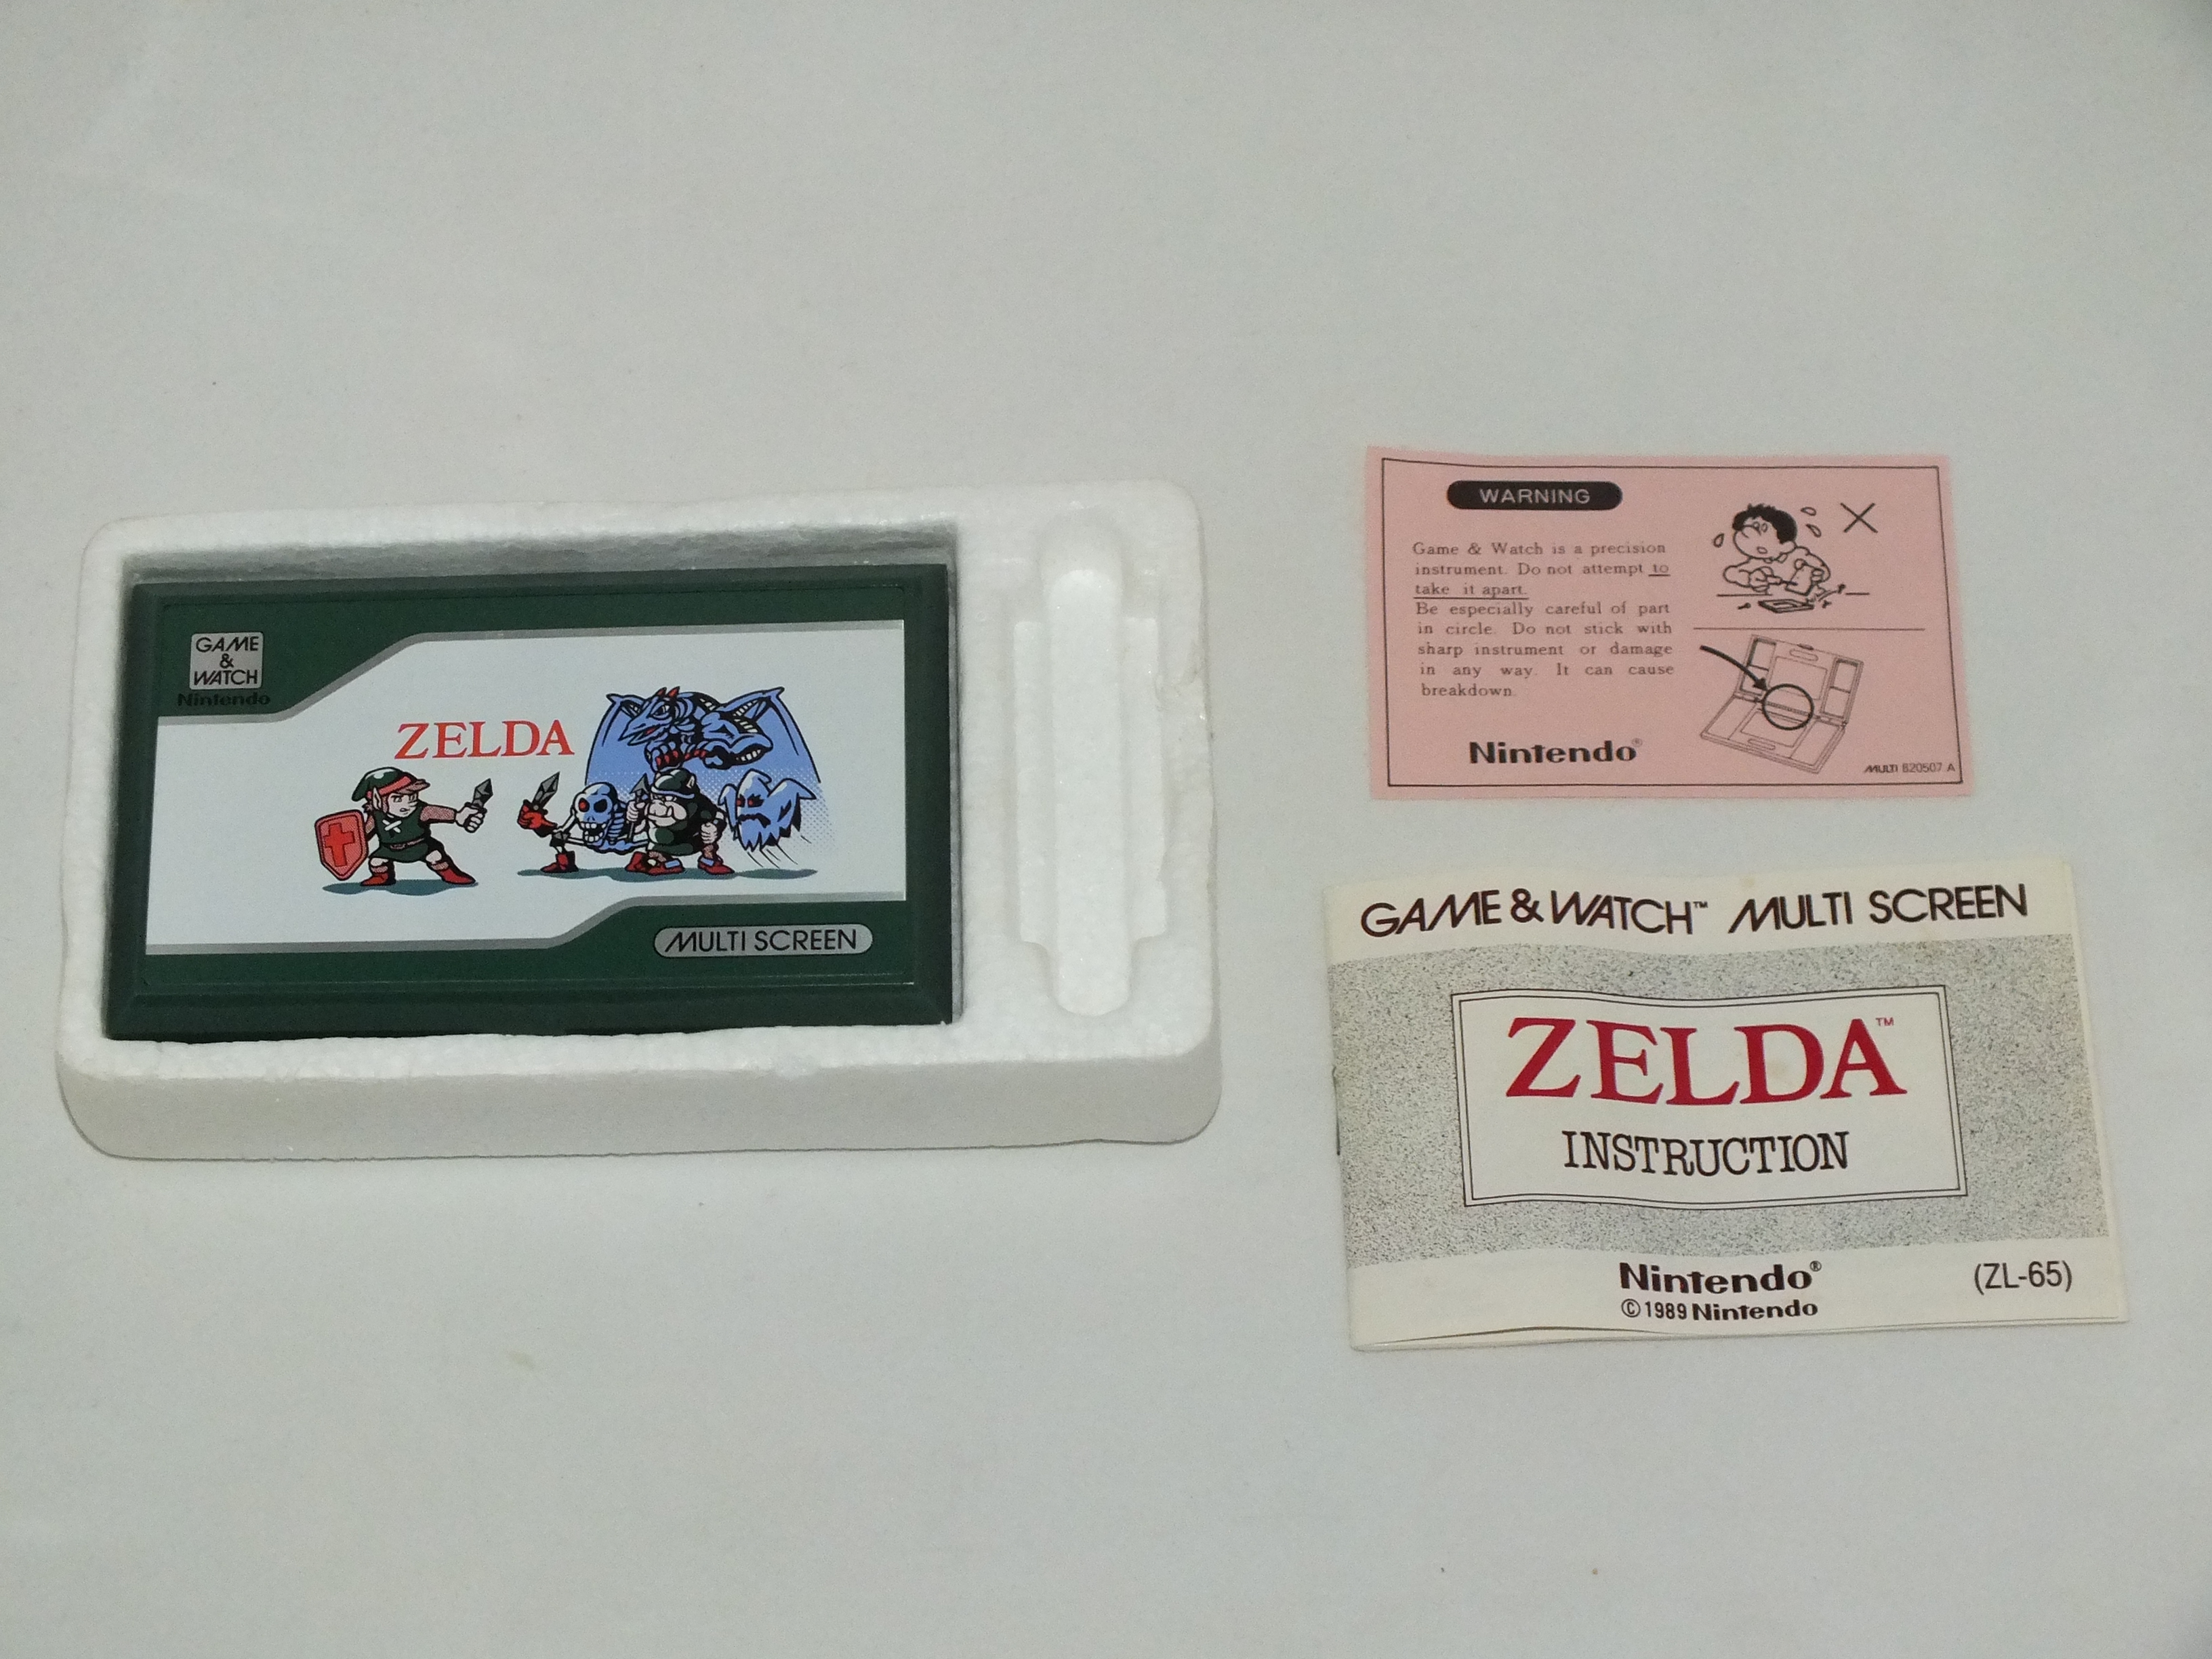 GAME
&
WATCH
Nintendo
ZELDA
MULTI SCREEN
WARNING
Game & Watch is a precision
instrument. Do not attempt to
take it apart.
Be especially careful of part
in circle. Do not stick with
sharp instrument or damage
in any way. It can cause
breakdown.
Nintendo®
MULTI 820507 A
GAME & WATCH™ MULTI SCREEN
ZELDA™
INSTRUCTION
Nintendo®
©1989 Nintendo
(ZL-65)